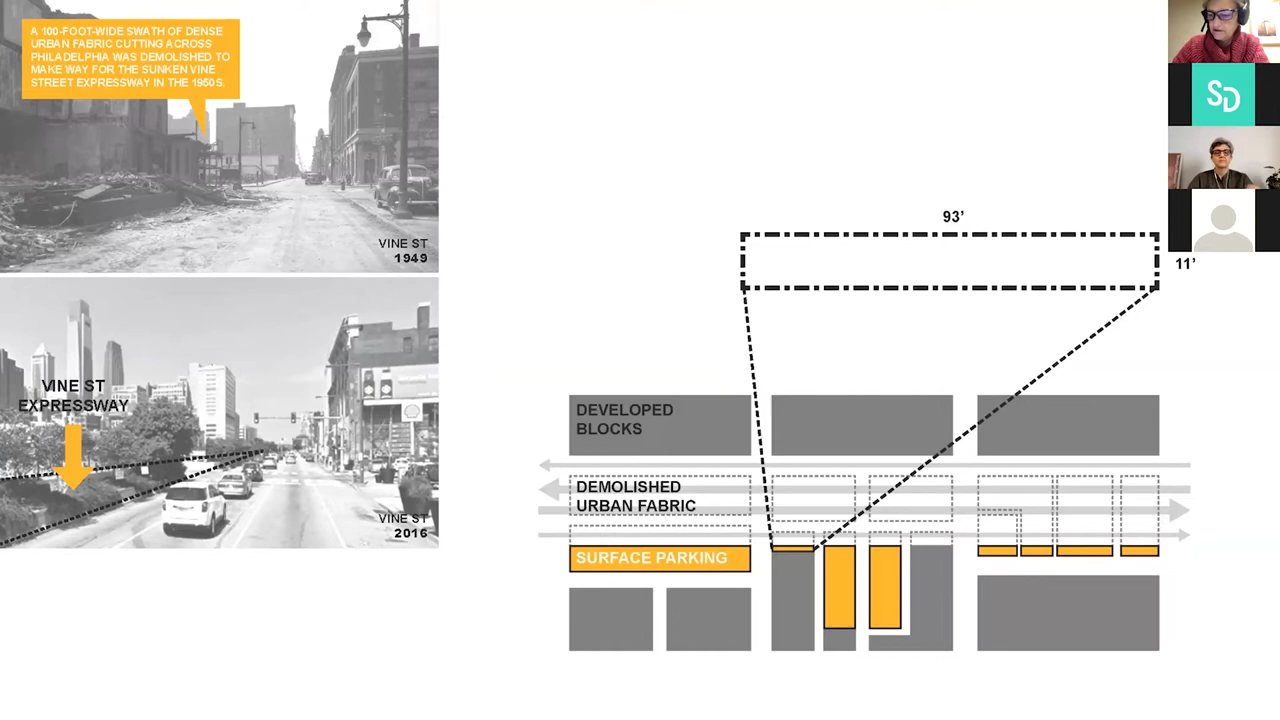 A 100-FOOT-WIDE SWATH OF DENSE
URBAN FABRIC CUTTING ACROSS
PHILADELPHIA WAS DEMOLISHED TO
MAKE WAY FOR THE SUNKEN VINE
STREET EXPRESSWAY IN THE 1950S.
VINE ST
1949
VINE ST
EXPRESSWAY
VINE ST
2016
93’
11’
DEVELOPED
BLOCKS
DEMOLISHED
URBAN FABRIC
SURFACE PARKING
SD